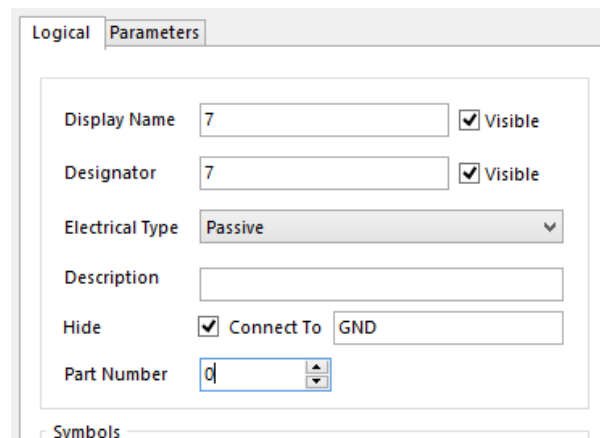 Logical Parameters
Display Name 7 Visible
Designator 7 Visible
Electrical Type Passive
Description
Hide Connect To GND
Part Number 0
Symbols